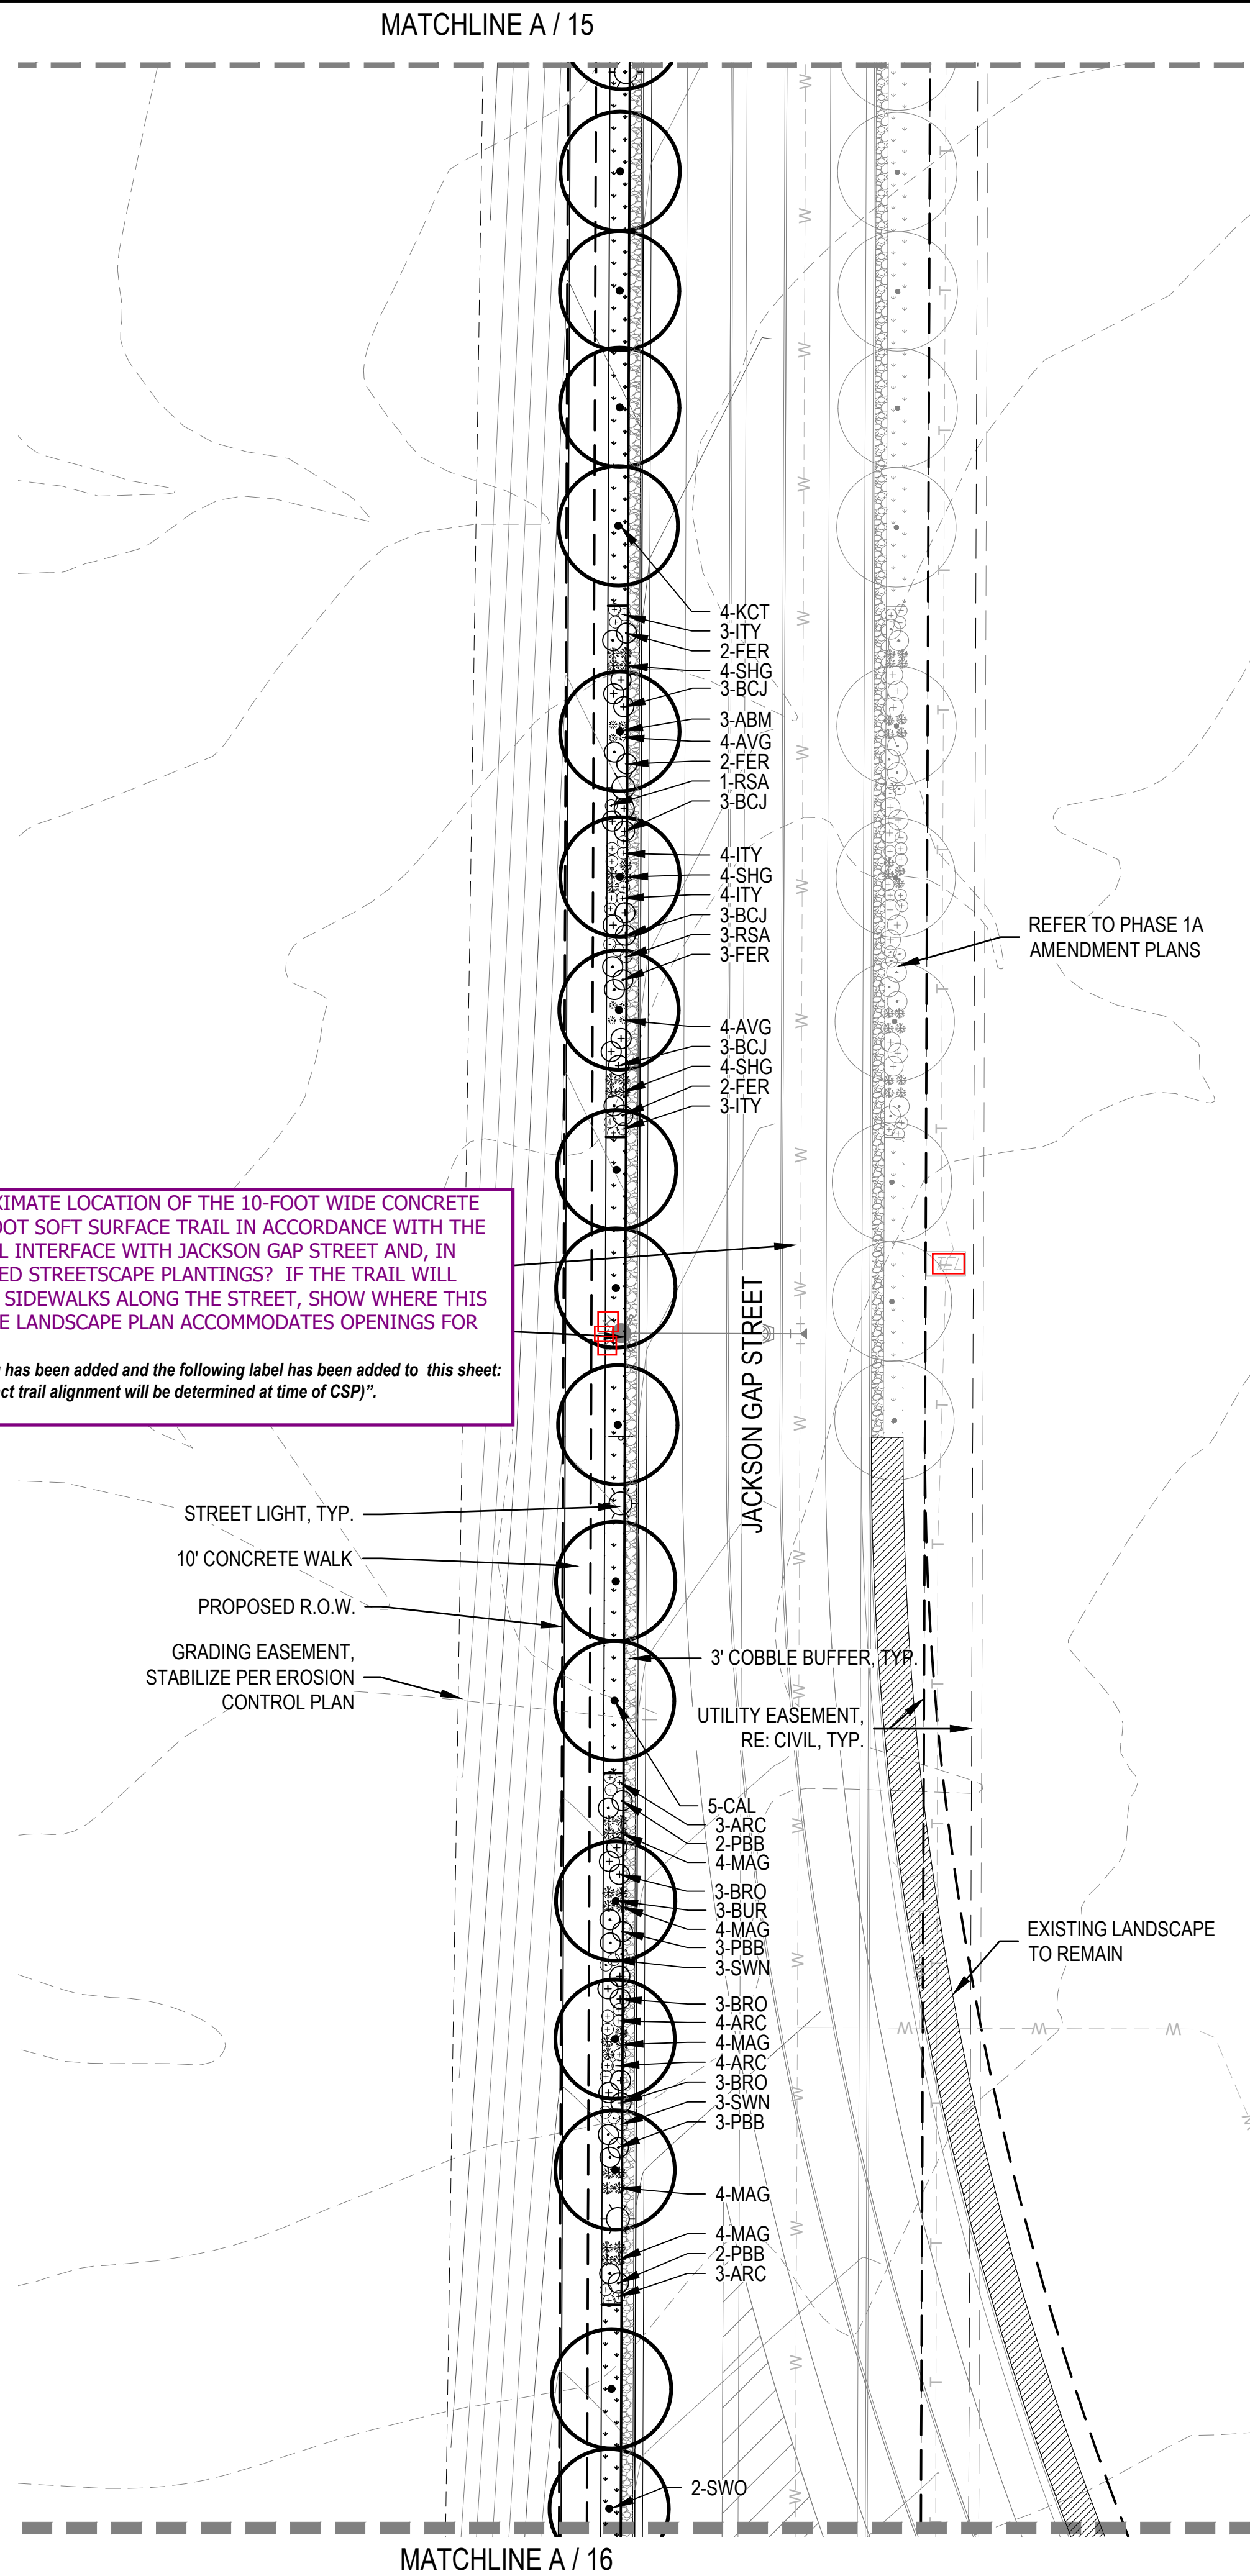 MATCHLINE A / 15
4-KCT
3-ITY
2-FER
4-SHG
3-BCJ
3-ABM
4-AVG
2-FER
1-RSA
3-BCJ
4-ITY
4-SHG
4-ITY
3-BCJ
3-RSA
3-FER
REFER TO PHASE 1A
AMENDMENT PLANS
4-AVG
3-BCJ
4-SHG
2-FER
3-ITY
XIMATE LOCATION OF THE 10-FOOT WIDE CONCRETE
OOT SOFT SURFACE TRAIL IN ACCORDANCE WITH THE
L INTERFACE WITH JACKSON GAP STREET AND, IN
ED STREETSCAPE PLANTINGS? IF THE TRAIL WILL
SIDEWALKS ALONG THE STREET, SHOW WHERE THIS
E LANDSCAPE PLAN ACCOMMODATES OPENINGS FOR
has been added and the following label has been added to this sheet:
ct trail alignment will be determined at time of CSP)".
JACKSON GAP STREET
STREET LIGHT, TYP.
10' CONCRETE WALK
PROPOSED R.O.W.
GRADING EASEMENT,
STABILIZE PER EROSION
CONTROL PLAN
3' COBBLE BUFFER, TYP.
UTILITY EASEMENT,
RE: CIVIL, TYP.
5-CAL
3-ARC
2-PBB
4-MAG
3-BRO
3-BUR
4-MAG
3-PBB
3-SWN
EXISTING LANDSCAPE
TO REMAIN
3-BRO
4-ARC
4-MAG
4-ARC
3-BRO
3-SWN
3-PBB
4-MAG
4-MAG
2-PBB
3-ARC
2-SWO
MATCHLINE A / 16